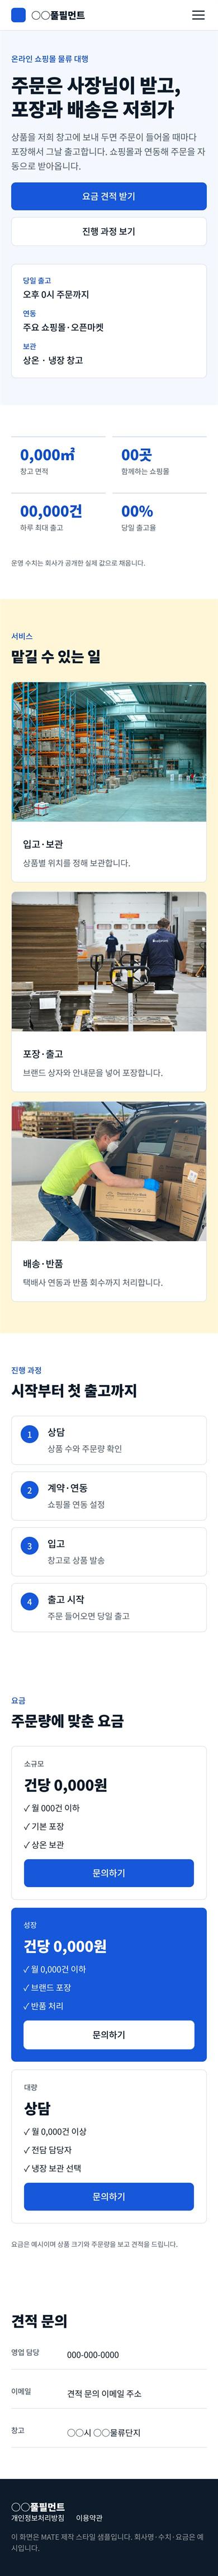 ○○풀필먼트
온라인 쇼핑몰 물류 대행
주문은 사장님이 받고,
포장과 배송은 저희가
상품을 저희 창고에 보내 두면 주문이 들어올 때마다
포장해서 그날 출고합니다. 쇼핑몰과 연동해 주문을 자
동으로 받아옵니다.
요금 견적 받기
진행 과정 보기
당일 출고
오후 0시 주문까지
연동
주요 쇼핑몰·오픈마켓
보관
상온 · 냉장 창고
0,000㎡
창고 면적
00곳
함께하는 쇼핑몰
00,000건
하루 최대 출고
00%
당일 출고율
운영 수치는 회사가 공개한 실제 값으로 채웁니다.
서비스
맡길 수 있는 일
입고·보관
상품별 위치를 정해 보관합니다.
포장·출고
브랜드 상자와 안내문을 넣어 포장합니다.
배송·반품
택배사 연동과 반품 회수까지 처리합니다.
진행 과정
시작부터 첫 출고까지
1 상담
상품 수와 주문량 확인
2 계약·연동
쇼핑몰 연동 설정
3 입고
창고로 상품 발송
4 출고 시작
주문 들어오면 당일 출고
요금
주문량에 맞춘 요금
소규모
건당 0,000원
✓ 월 000건 이하
✓ 기본 포장
✓ 상온 보관
문의하기
성장
건당 0,000원
✓ 월 0,000건 이하
✓ 브랜드 포장
✓ 반품 처리
문의하기
대량
상담
✓ 월 0,000건 이상
✓ 전담 담당자
✓ 냉장 보관 선택
문의하기
요금은 예시이며 상품 크기와 주문량을 보고 견적을 드립니다.
견적 문의
영업 담당 000-000-0000
이메일 견적 문의 이메일 주소
창고 ○○시 ○○물류단지
○○풀필먼트
개인정보처리방침 이용약관
이 화면은 MATE 제작 스타일 샘플입니다. 회사명·수치·요금은 예
시입니다.